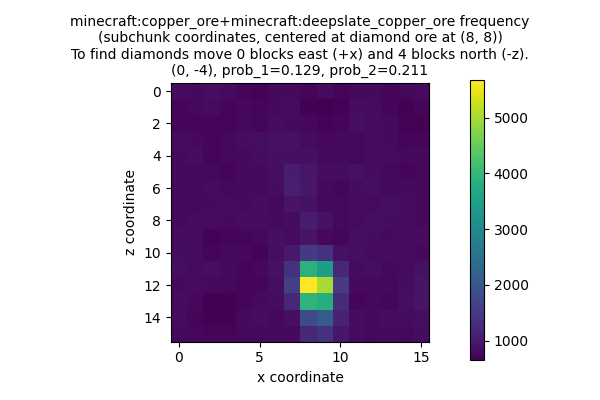 minecraft:copper_ore+minecraft:deepslate_copper_ore frequency
(subchunk coordinates, centered at diamond ore at (8, 8))
To find diamonds move 0 blocks east (+x) and 4 blocks north (-z).
(0, -4), prob_1=0.129, prob_2=0.211
0
2
4
6
8
10
12
14
z coordinate
0
5
10
15
x coordinate
5000
4000
3000
2000
1000